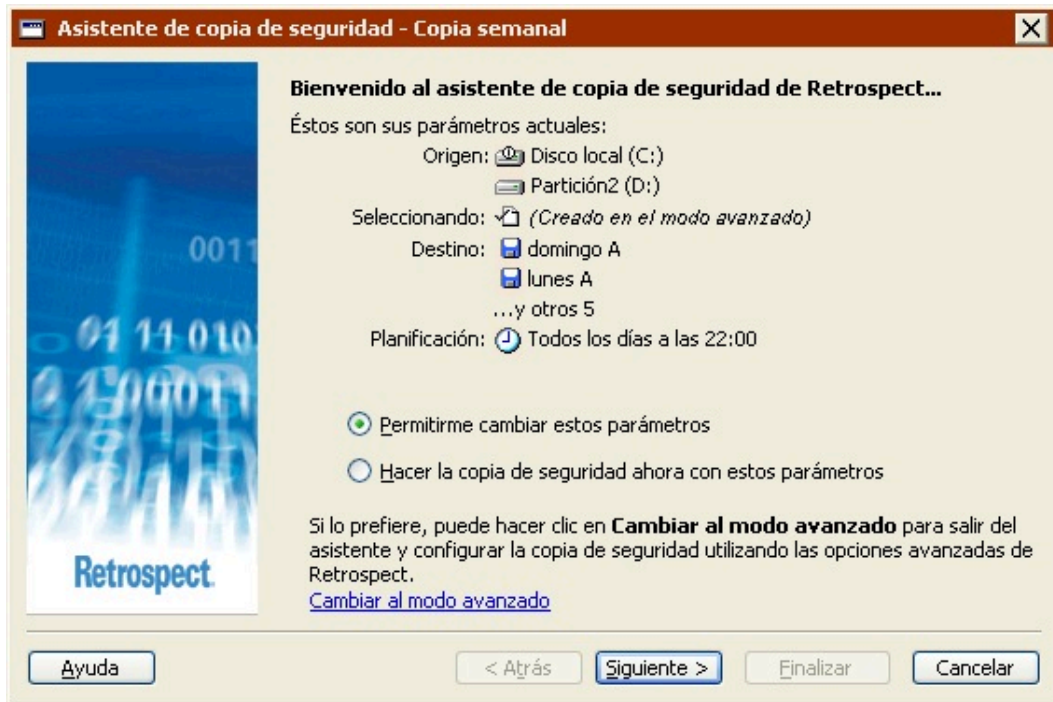 Asistente de copia de seguridad - Copia semanal
Bienvenido al asistente de copia de seguridad de Retrospect...
Éstos son sus parámetros actuales:
Origen: Disco local (C:)
Partición2 (D:)
Seleccionando: (Creado en el modo avanzado)
Destino: domingo A
lunes A
...y otros 5
Planificación: Todos los días a las 22:00
Permitirme cambiar estos parámetros
Hacer la copia de seguridad ahora con estos parámetros
Si lo prefiere, puede hacer clic en Cambiar al modo avanzado para salir del
asistente y configurar la copia de seguridad utilizando las opciones avanzadas de
Retrospect.
Cambiar al modo avanzado
0011
01 11 010
0 1 00011
Retrospect.
Ayuda
< Atrás
Siguiente >
Finalizar
Cancelar